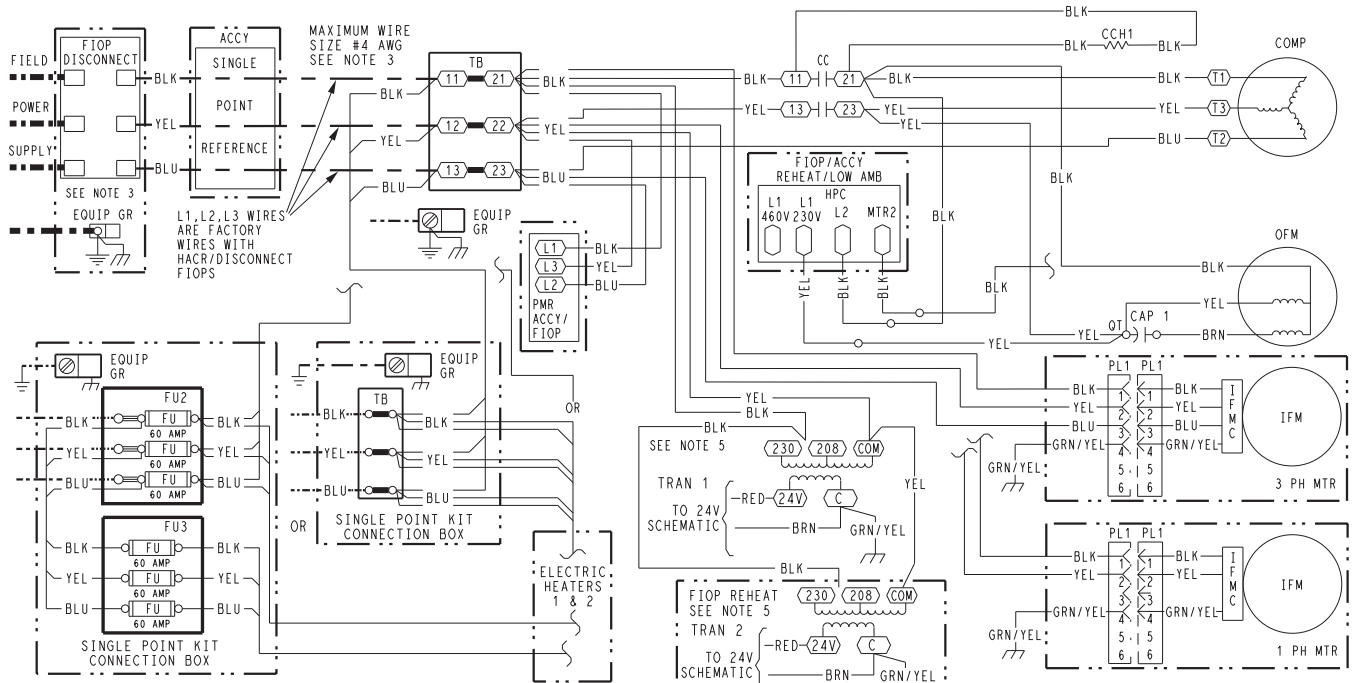 FIELD
POWER
SUPPLY
FIOP
DISCONNECT
SEE NOTE 3
EQUIP GR
BLK
YEL
BLU
ACCY
SINGLE
POINT
REFERENCE
L1,L2,L3 WIRES
ARE FACTORY
WIRES WITH
HACR/DISCONNECT
FIOPS
MAXIMUM WIRE
SIZE #4 AWG
SEE NOTE 3
TB
11 21
12 22
13 23
BLK
YEL
BLU
BLK
YEL
BLU
EQUIP
GR
L1 BLK
L3 YEL
L2 BLU
PMR
ACCY/
FIOP
BLK
BLK CCH1 BLK
CC
BLK 11 21 BLK
YEL 13 23 YEL
YEL
BLK T1
YEL T3
BLU T2
COMP
BLK
BLK
FIOP/ACCY
REHEAT/LOW AMB
HPC
L1 L1 L2 MTR2
460V 230V
YEL BLK BLK
BLK
YEL
OFM
BLK
YEL
YEL QT CAP 1 BRN
EQUIP
GR
FU2
BLK FU BLK
60 AMP
YEL FU YEL
60 AMP
BLU FU BLU
60 AMP
FU3
BLK FU BLK
60 AMP
YEL FU YEL
60 AMP
BLU FU BLU
60 AMP
SINGLE POINT KIT
CONNECTION BOX
OR
EQUIP
GR
TB
BLK BLK
YEL YEL
BLU BLU
SINGLE POINT KIT
CONNECTION BOX
OR
ELECTRIC
HEATERS
1 & 2
YEL
BLK
BLK
SEE NOTE 5
230 208 COM
TRAN 1
RED 24V C
TO 24V
SCHEMATIC
BRN
GRN/YEL
YEL
BLK
FIOP REHEAT
SEE NOTE 5
230 208 COM
TRAN 2
RED 24V C
TO 24V
SCHEMATIC
BRN
GRN/YEL
PL1 PL1
BLK 1 1 BLK
YEL 2 2 YEL
BLU 3 3 BLU
GRN/YEL 4 4 GRN/YEL
5 5
6 6
GRN/YEL
IFMC
IFM
3 PH MTR
PL1 PL1
BLK 1 1 BLK
YEL 2 2 YEL
3 3
GRN/YEL 4 4 GRN/YEL
5 5
6 6
GRN/YEL
IFMC
IFM
1 PH MTR